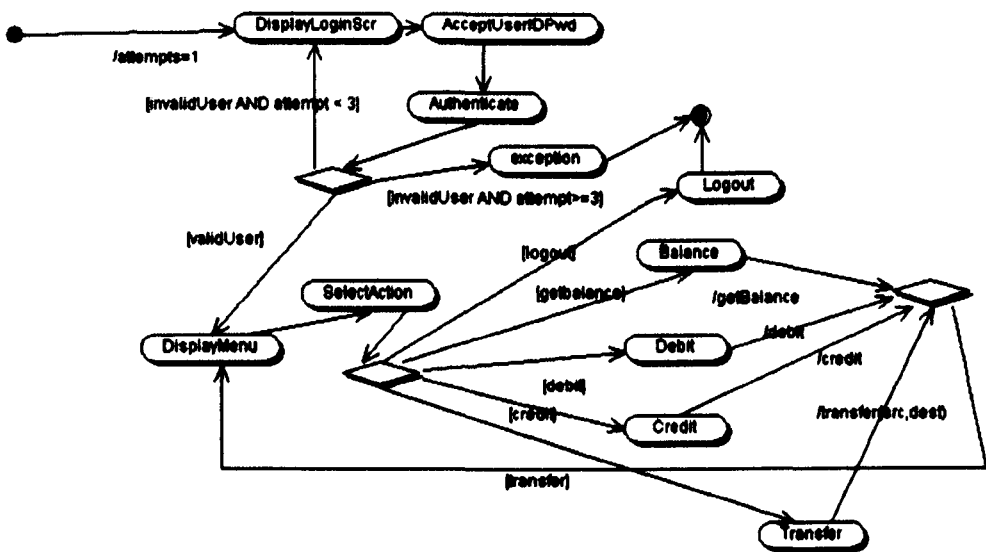 DisplayLoginScr
AcceptUserIDPwd
/attempts=1
[invalidUser AND attempt < 3]
Authenticate
exception
[invalidUser AND attempt>=3]
Logout
[validUser]
[logout]
Balance
SelectAction
[getbalance]
/getBalance
/debit
DisplayMenu
Debit
/credit
[debit]
[credit]
Credit
/transfer(src,dest)
[transfer]
Transfer